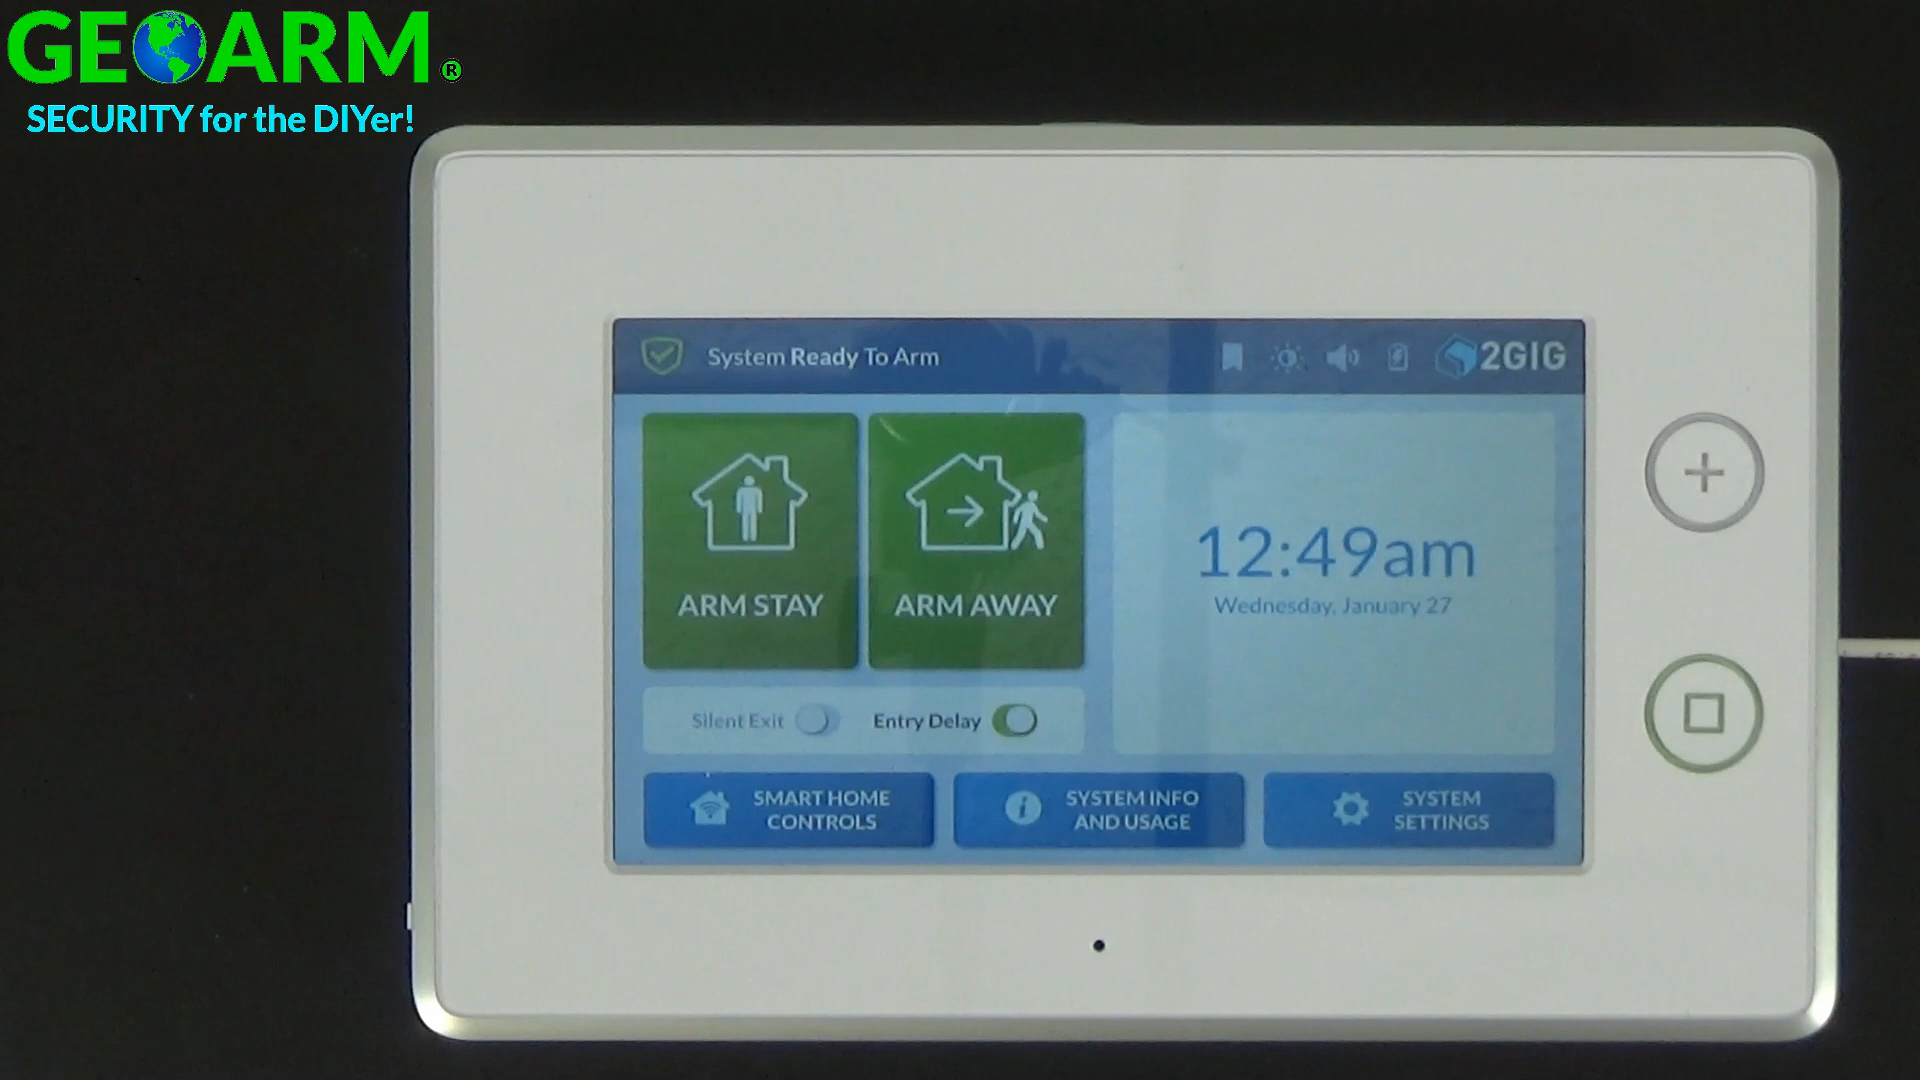 GEOARM®
SECURITY for the DIYer!
System Ready To Arm
2GIG
ARM STAY
ARM AWAY
12:49am
Wednesday, January 27
Silent Exit
Entry Delay
SMART HOME
CONTROLS
SYSTEM INFO
AND USAGE
SYSTEM
SETTINGS